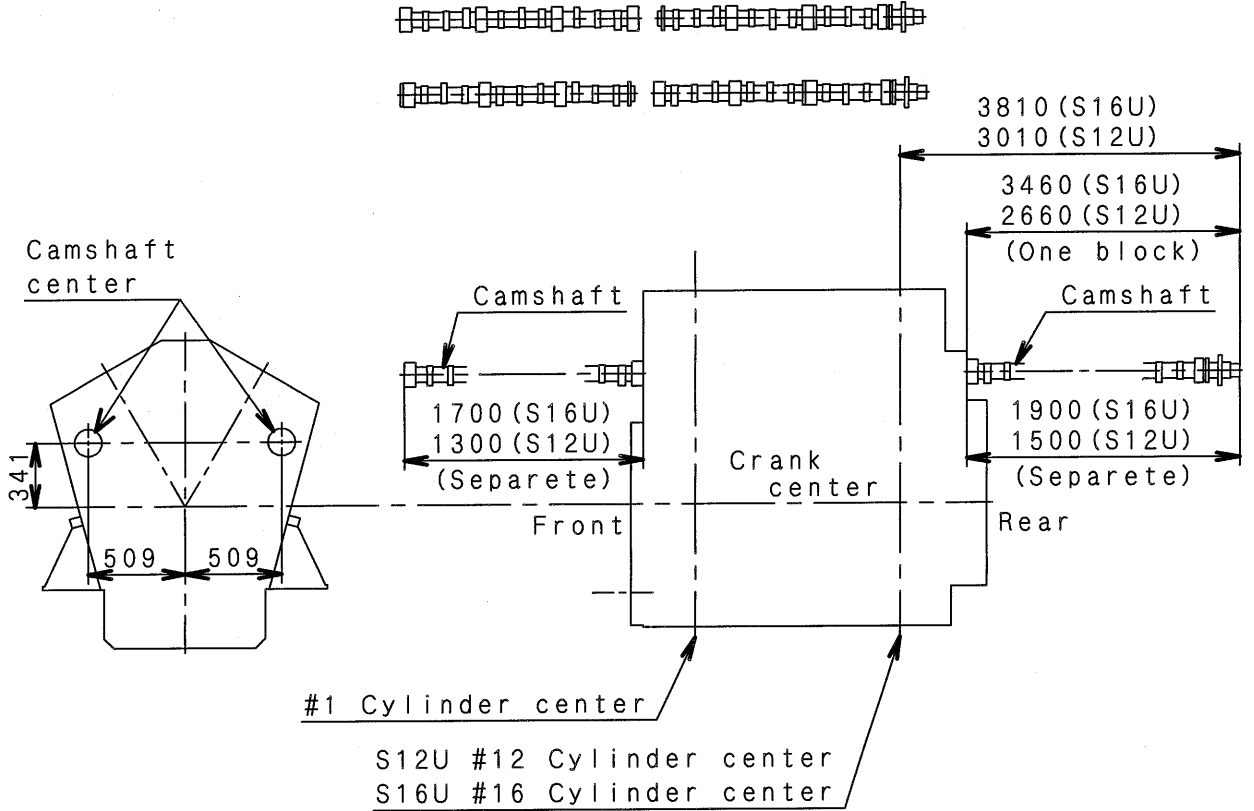 3810(S16U)
3010(S12U)
3460(S16U)
2660(S12U)
(One block)
Camshaft
center
Camshaft
Camshaft
1700(S16U)
1300(S12U)
(Separete)
1900(S16U)
1500(S12U)
(Separete)
341
Crank
center
Front
Rear
509
509
#1 Cylinder center
S12U #12 Cylinder center
S16U #16 Cylinder center